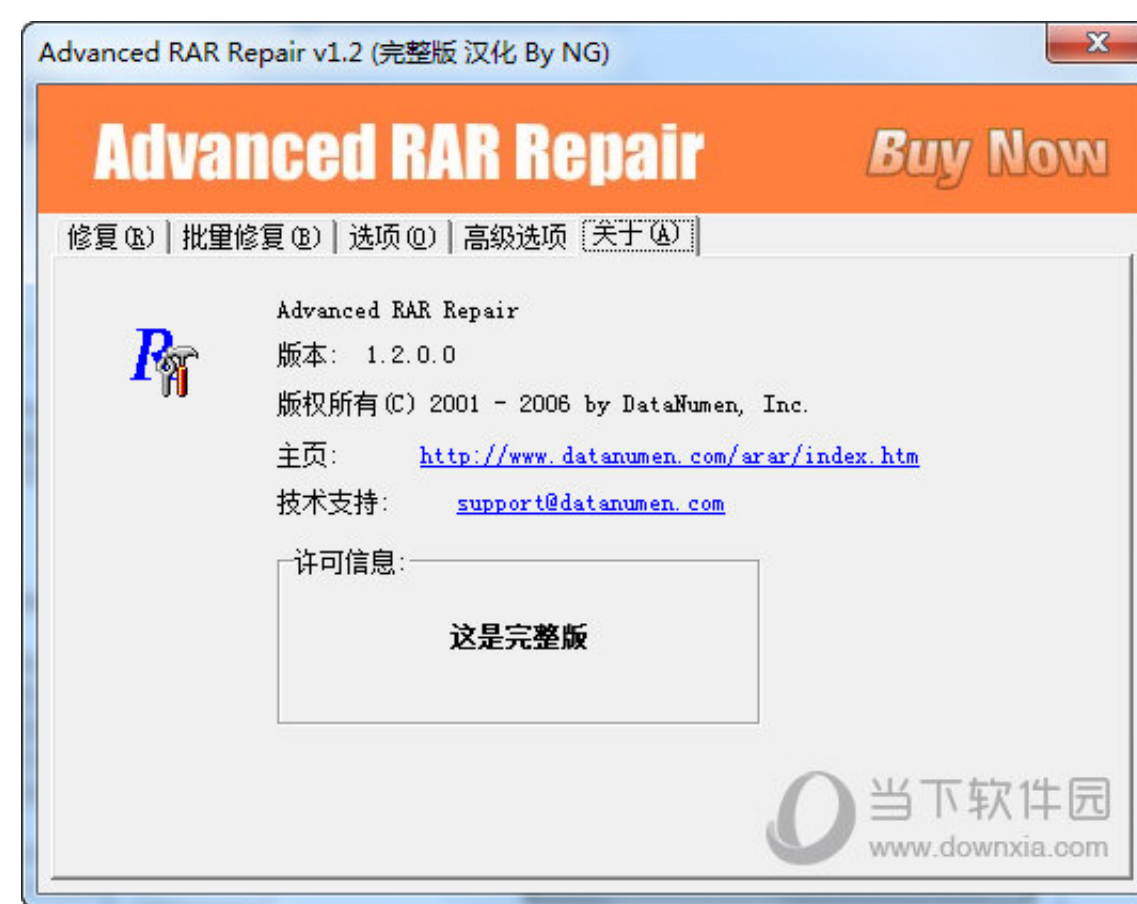 Advanced RAR Repair v1.2 (完整版 汉化 By NG)
Advanced RAR Repair Buy Now
修复(R) 批量修复(B) 选项(O) 高级选项 关于(A)
Advanced RAR Repair
版本: 1.2.0.0
版权所有(C) 2001 - 2006 by DataNumen, Inc.
主页: http://www.datanumen.com/arar/index.htm
技术支持: support@datanumen.com
许可信息:
这是完整版
当下软件园
www.downxia.com